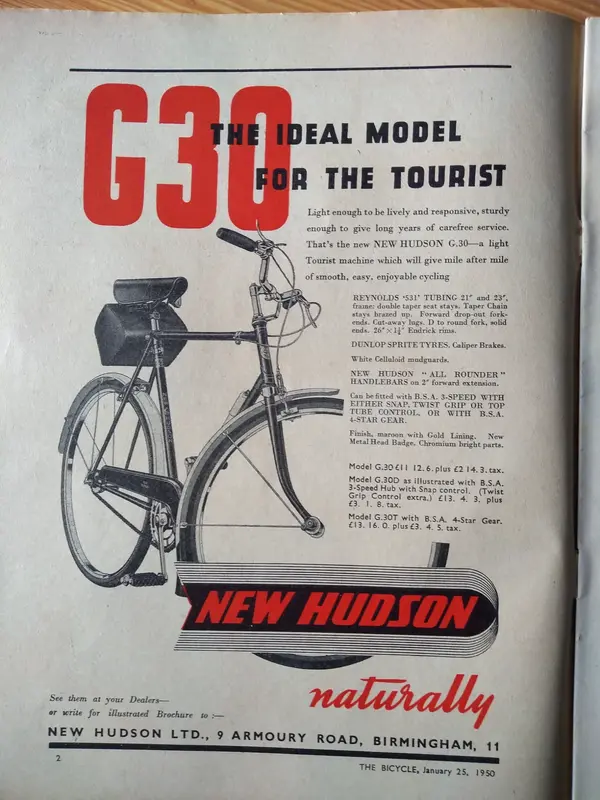 G30
THE IDEAL MODEL
FOR THE TOURIST
Light enough to be lively and responsive, sturdy
enough to give long years of carefree service.
That's the new NEW HUDSON G.30—a light
Tourist machine which will give mile after mile
of smooth, easy, enjoyable cycling
REYNOLDS '531' TUBING 21" and 23",
frame; double taper seat stays. Taper Chain
stays brazed up. Forward drop-out fork-
ends. Cut-away lugs. D to round fork, solid
ends. 26" × 1¼" Endrick rims.
DUNLOP SPRITE TYRES. Caliper Brakes.
White Celluloid mudguards.
NEW HUDSON "ALL ROUNDER"
HANDLEBARS on 2" forward extension.
Can be fitted with B.S.A. 3-SPEED WITH
EITHER SNAP, TWIST GRIP OR TOP
TUBE CONTROL, OR WITH B.S.A.
4-STAR GEAR.
Finish, maroon with Gold Lining. New
Metal Head Badge. Chromium bright parts.
Model G.30 £11 12. 6. plus £2 14. 3. tax.
Model G.30D as illustrated with B.S.A.
3-Speed Hub with Snap control. (Twist
Grip Control extra.) £13. 4. 3, plus
£3. 1. 8. tax.
Model G.30T with B.S.A. 4-Star Gear.
£13. 16. 0. plus £3. 4. 5. tax.
NEW HUDSON
naturally
See them at your Dealers—
or write for illustrated Brochure to :—
NEW HUDSON LTD., 9 ARMOURY ROAD, BIRMINGHAM, 11
2
THE BICYCLE, January 25, 1950